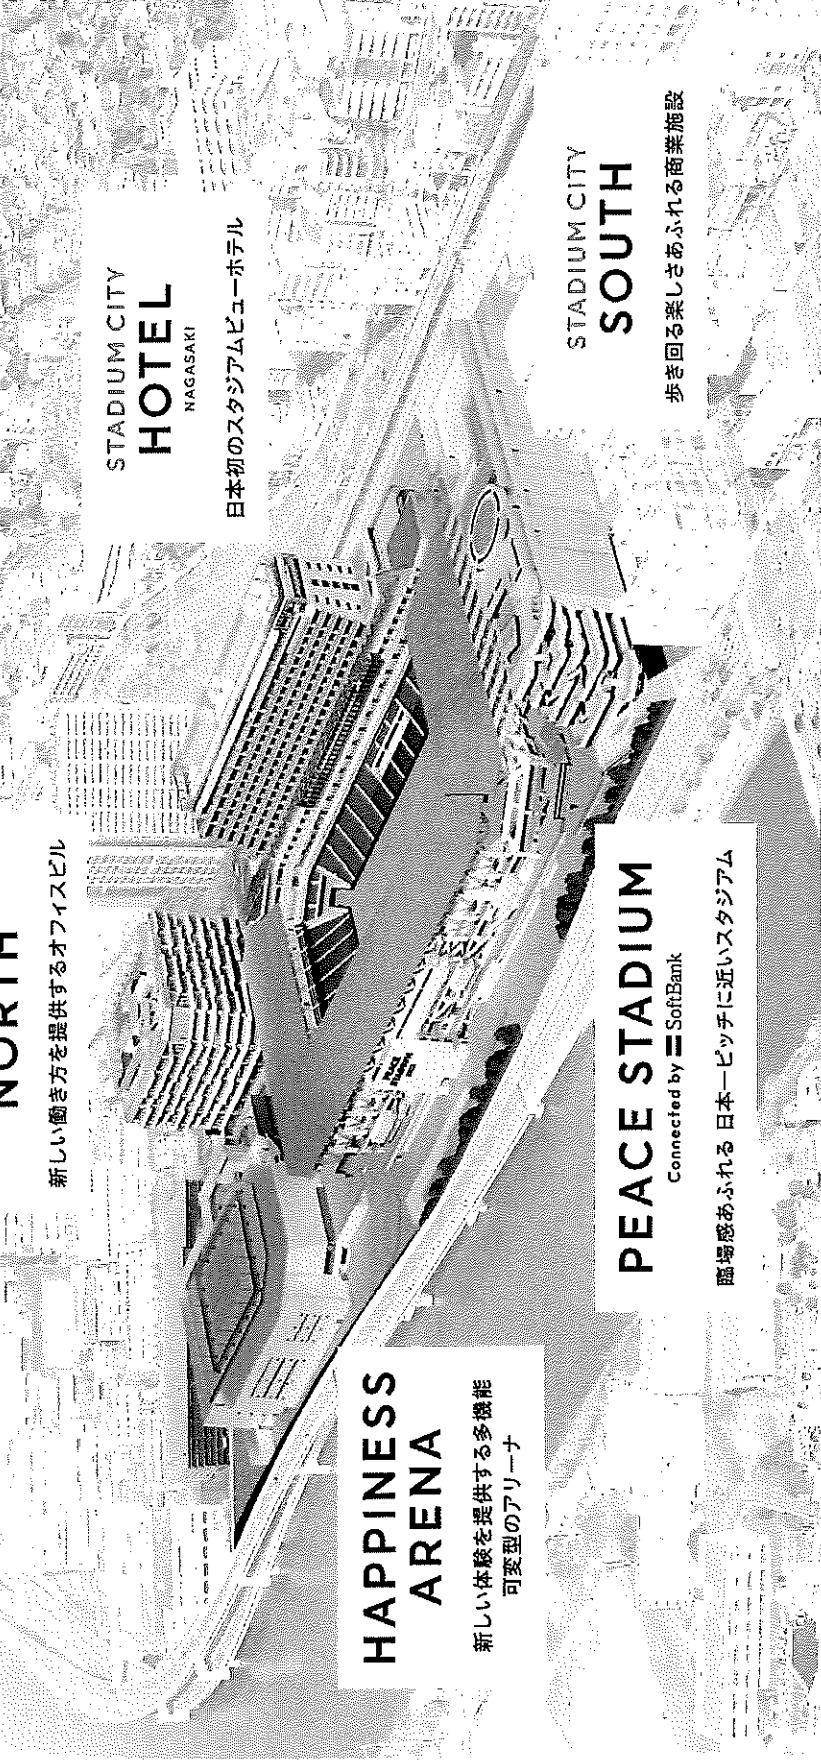 NORTH
新しい働き方を提供するオフィスビル
STADIUM CITY
HOTEL
NAGASAKI
日本初のスタジアムビューホテル
HAPPINESS
ARENA
新しい体験を提供する多機能
可変型のアリーナ
PEACE STADIUM
Connected by SoftBank
臨場感あふれる 日本一ピッチに近いスタジアム
STADIUM CITY
SOUTH
歩き回る楽しさあふれる商業施設